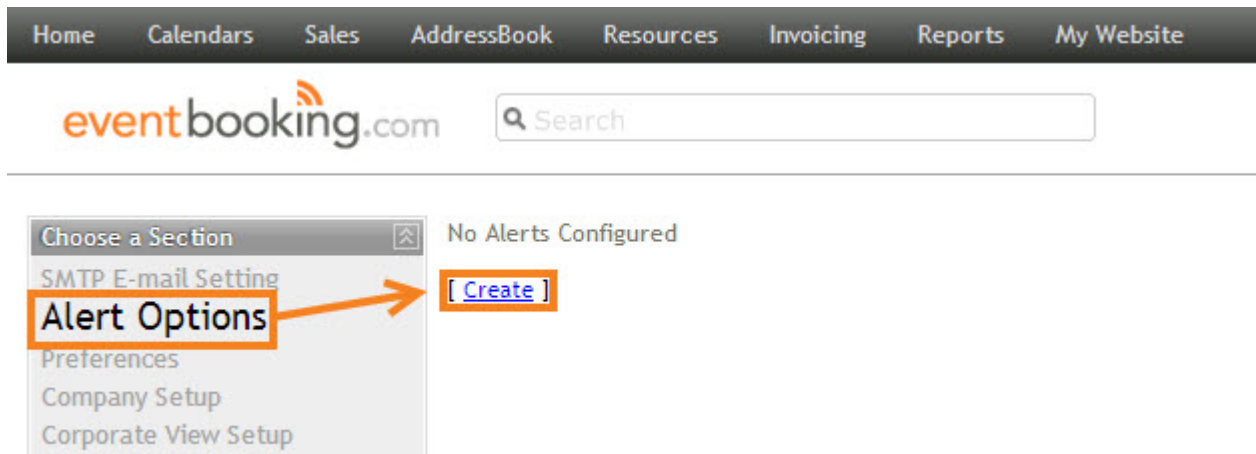 Home Calendars Sales AddressBook Resources Invoicing Reports My Website
eventbooking.com
Search
Choose a Section
SMTP E-mail Setting
Alert Options
Preferences
Company Setup
Corporate View Setup
No Alerts Configured
[ Create ]